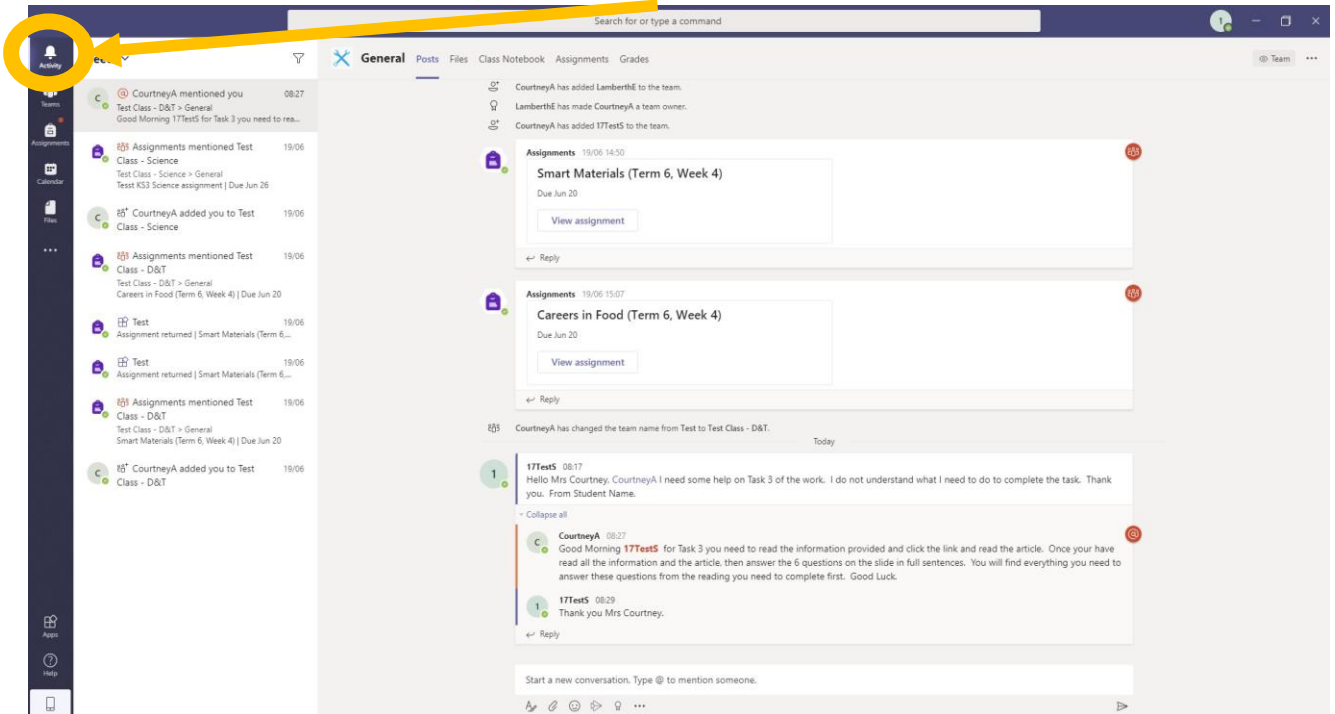 Search for or type a command
1
Activity
Teams
Assignments
Calendar
Files
Apps
Help
C
@ CourtneyA mentioned you 08:27
Test Class - D&T > General
Good Morning 17TestS for Task 3 you need to rea...
Assignments mentioned Test 19/06
Class - Science
Test Class - Science > General
Tesst KS3 Science assignment | Due Jun 26
C
CourtneyA added you to Test 19/06
Class - Science
Assignments mentioned Test 19/06
Class - D&T
Test Class - D&T > General
Careers in Food (Term 6, Week 4) | Due Jun 20
Test 19/06
Assignment returned | Smart Materials (Term 6,...
Test 19/06
Assignment returned | Smart Materials (Term 6,...
Assignments mentioned Test 19/06
Class - D&T
Test Class - D&T > General
Smart Materials (Term 6, Week 4) | Due Jun 20
C
CourtneyA added you to Test 19/06
Class - D&T
General Posts Files Class Notebook Assignments Grades
Team
CourtneyA has added LamberthE to the team.
LamberthE has made CourtneyA a team owner.
CourtneyA has added 17TestS to the team.
Assignments 19/06 14:50
Smart Materials (Term 6, Week 4)
Due Jun 20
View assignment
Reply
Assignments 19/06 15:07
Careers in Food (Term 6, Week 4)
Due Jun 20
View assignment
Reply
CourtneyA has changed the team name from Test to Test Class - D&T.
Today
1
17TestS 08:17
Hello Mrs Courtney. CourtneyA I need some help on Task 3 of the work. I do not understand what I need to do to complete the task. Thank
you. From Student Name.
Collapse all
C
CourtneyA 08:27
@
Good Morning 17TestS for Task 3 you need to read the information provided and click the link and read the article. Once your have
read all the information and the article, then answer the 6 questions on the slide in full sentences. You will find everything you need to
answer these questions from the reading you need to complete first. Good Luck.
1
17TestS 08:29
Thank you Mrs Courtney.
Reply
Start a new conversation. Type @ to mention someone.